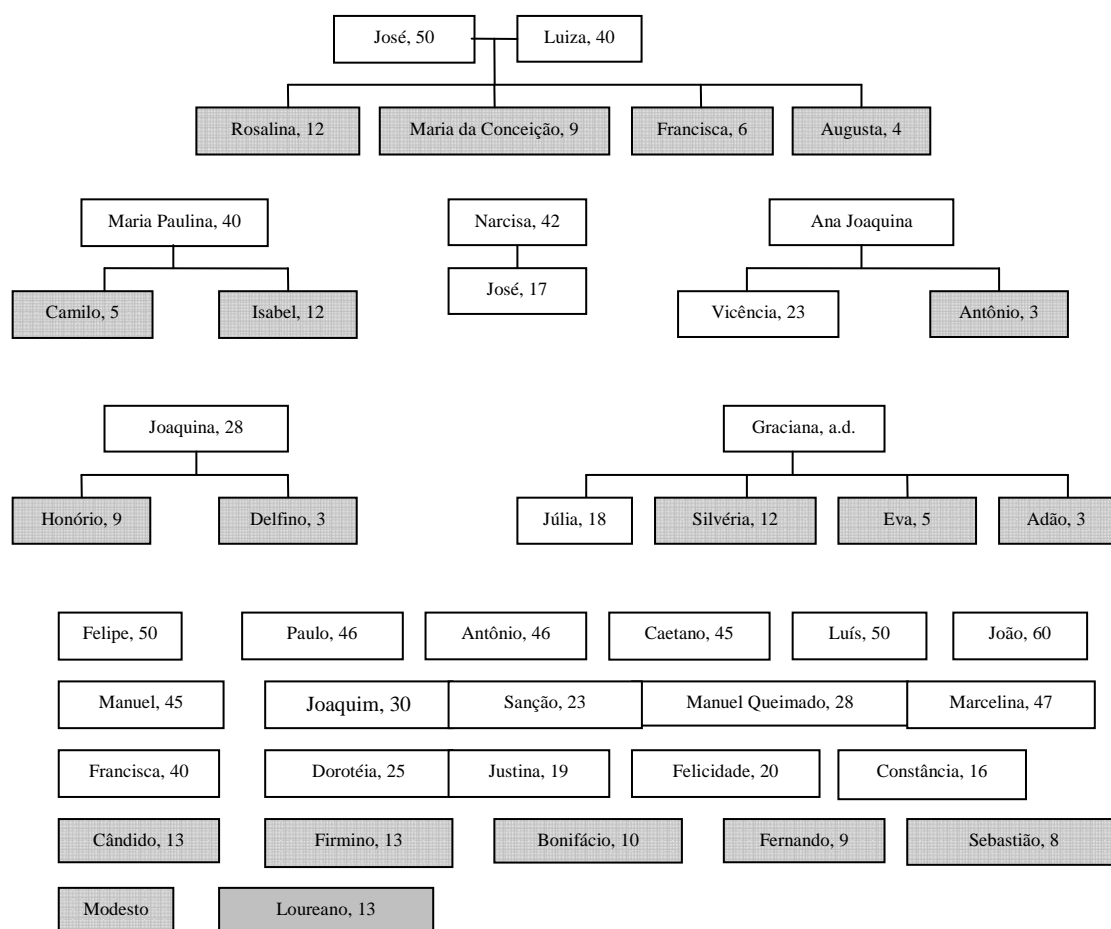 José, 50 Luiza, 40
Rosalina, 12 Maria da Conceição, 9 Francisca, 6 Augusta, 4
Maria Paulina, 40 Narcisa, 42 Ana Joaquina
Camilo, 5 Isabel, 12 José, 17 Vicência, 23 Antônio, 3
Joaquina, 28 Graciana, a.d.
Honório, 9 Delfino, 3 Júlia, 18 Silvéria, 12 Eva, 5 Adão, 3
Felipe, 50 Paulo, 46 Antônio, 46 Caetano, 45 Luís, 50 João, 60
Manuel, 45 Joaquim, 30 Sanção, 23 Manuel Queimado, 28 Marcelina, 47
Francisca, 40 Dorotéia, 25 Justina, 19 Felicidade, 20 Constância, 16
Cândido, 13 Firmino, 13 Bonifácio, 10 Fernando, 9 Sebastião, 8
Modesto Loureano, 13